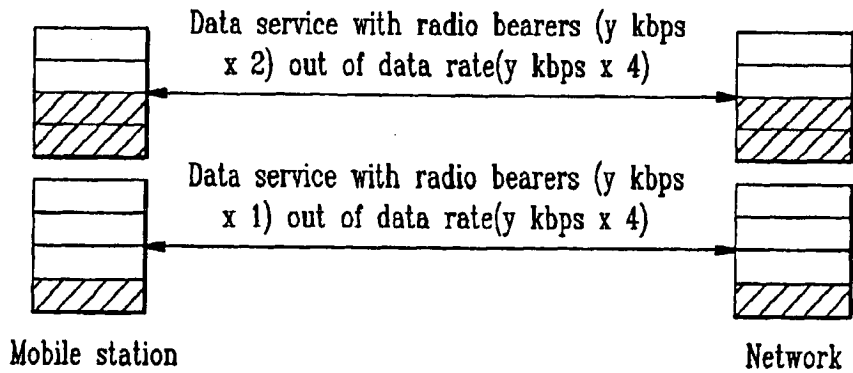 Data service with radio bearers (y kbps
x 2) out of data rate(y kbps x 4)
Data service with radio bearers (y kbps
x 1) out of data rate(y kbps x 4)
Mobile station
Network